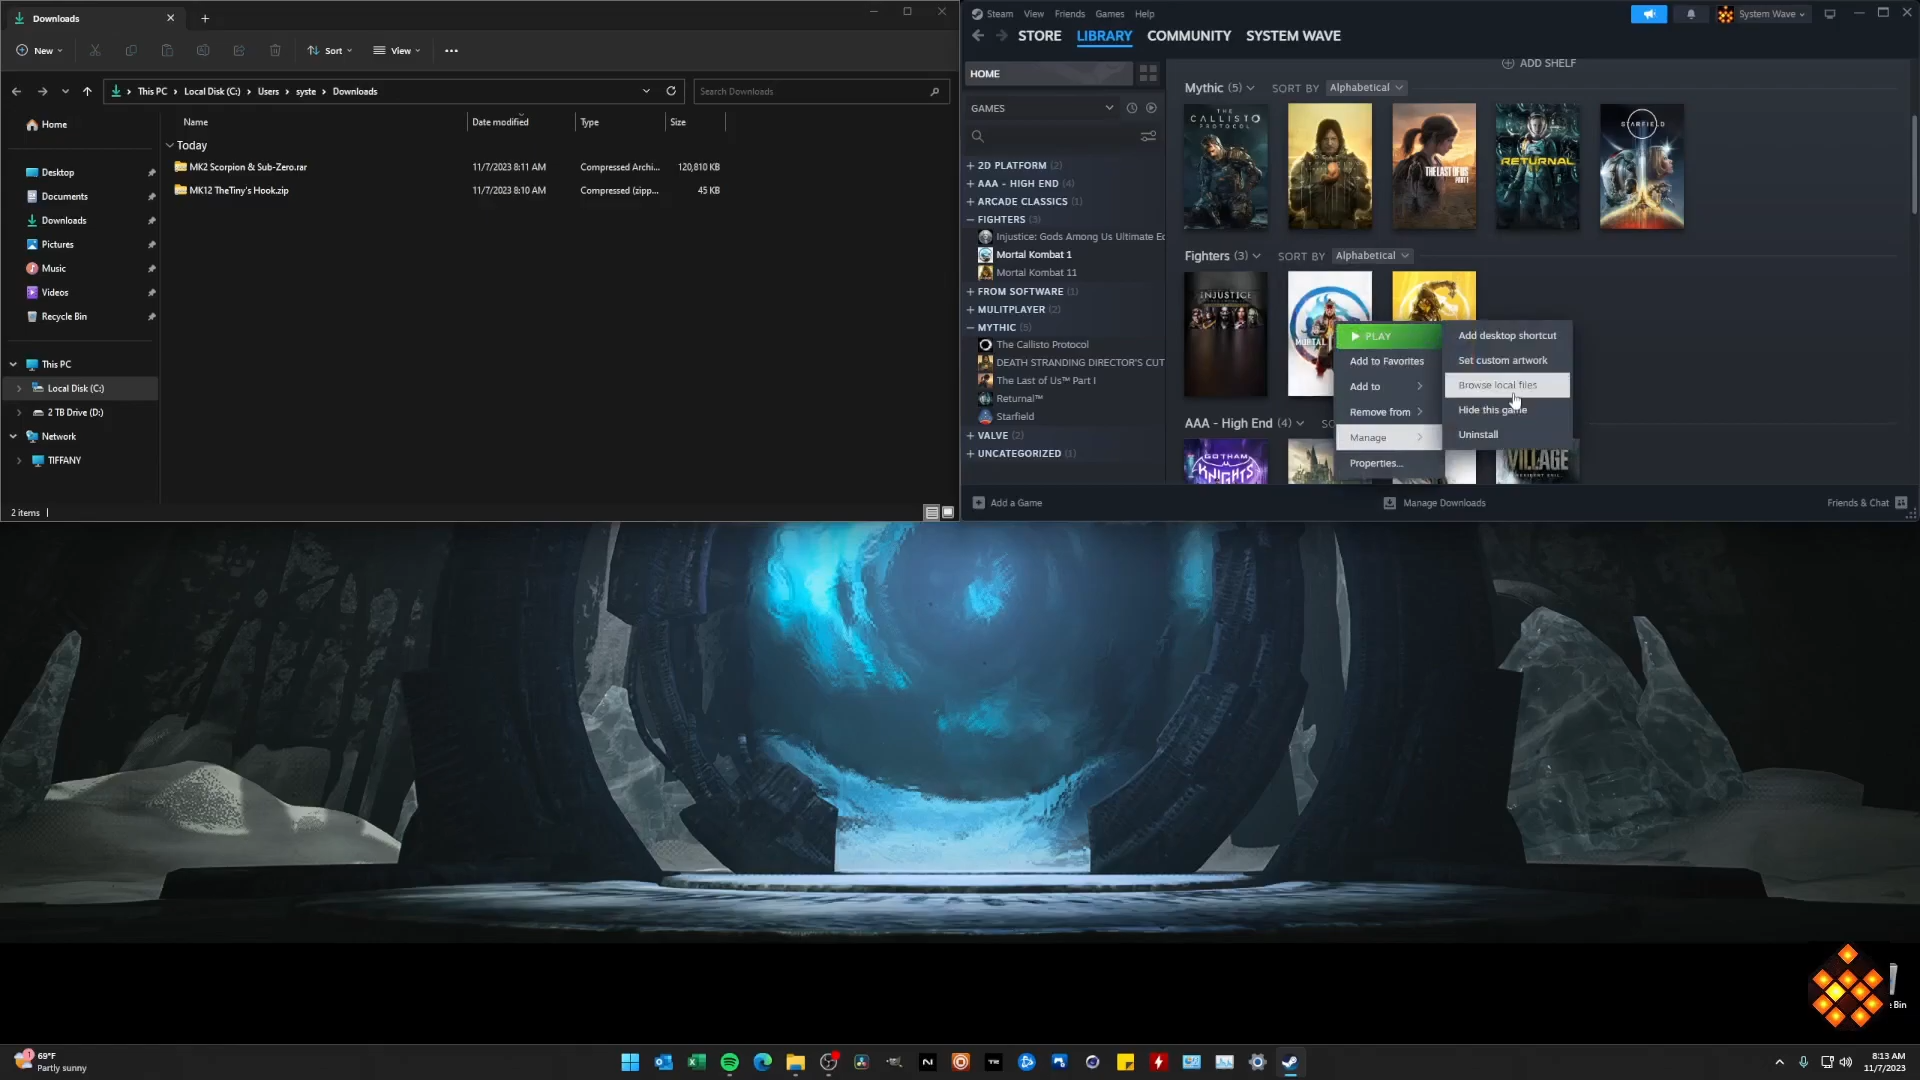 Downloads
New
Sort
View
This PC
Local Disk (C:)
Users
syste
Downloads
Search Downloads
Home
Desktop
Documents
Downloads
Pictures
Music
Videos
Recycle Bin
This PC
Local Disk (C:)
2 TB Drive (D:)
Network
TIFFANY
Name
Date modified
Type
Size
Today
MK2 Scorpion & Sub-Zero.rar 11/7/2023 8:11 AM Compressed Archi... 120,810 KB
MK12 TheTiny's Hook.zip 11/7/2023 8:10 AM Compressed (zipp... 45 KB
2 items
Steam View Friends Games Help
System Wave
STORE LIBRARY COMMUNITY SYSTEM WAVE
HOME
GAMES
2D PLATFORM (2)
AAA - HIGH END (4)
ARCADE CLASSICS (1)
FIGHTERS (3)
Injustice: Gods Among Us Ultimate Ec
Mortal Kombat 1
Mortal Kombat 11
FROM SOFTWARE (1)
MULITPLAYER (2)
MYTHIC (5)
The Callisto Protocol
DEATH STRANDING DIRECTOR'S CUT
The Last of Us™ Part I
Returnal™
Starfield
VALVE (2)
UNCATEGORIZED (1)
ADD SHELF
Mythic (5) SORT BY Alphabetical
THE
CALLISTO
PROTOCOL
THE LAST OF US
PART I
RETURNAL
STARFIELD
Fighters (3) SORT BY Alphabetical
INJUSTICE
MORTAL
PLAY
Add to Favorites
Add to
Remove from
Manage
Properties...
Add desktop shortcut
Set custom artwork
Browse local files
Hide this game
Uninstall
AAA - High End (4)
GOTHAM
KNIGHTS
VILLAGE
Add a Game
Manage Downloads
Friends & Chat
e Bin
1
69°F
Partly sunny
8:13 AM
11/7/2023